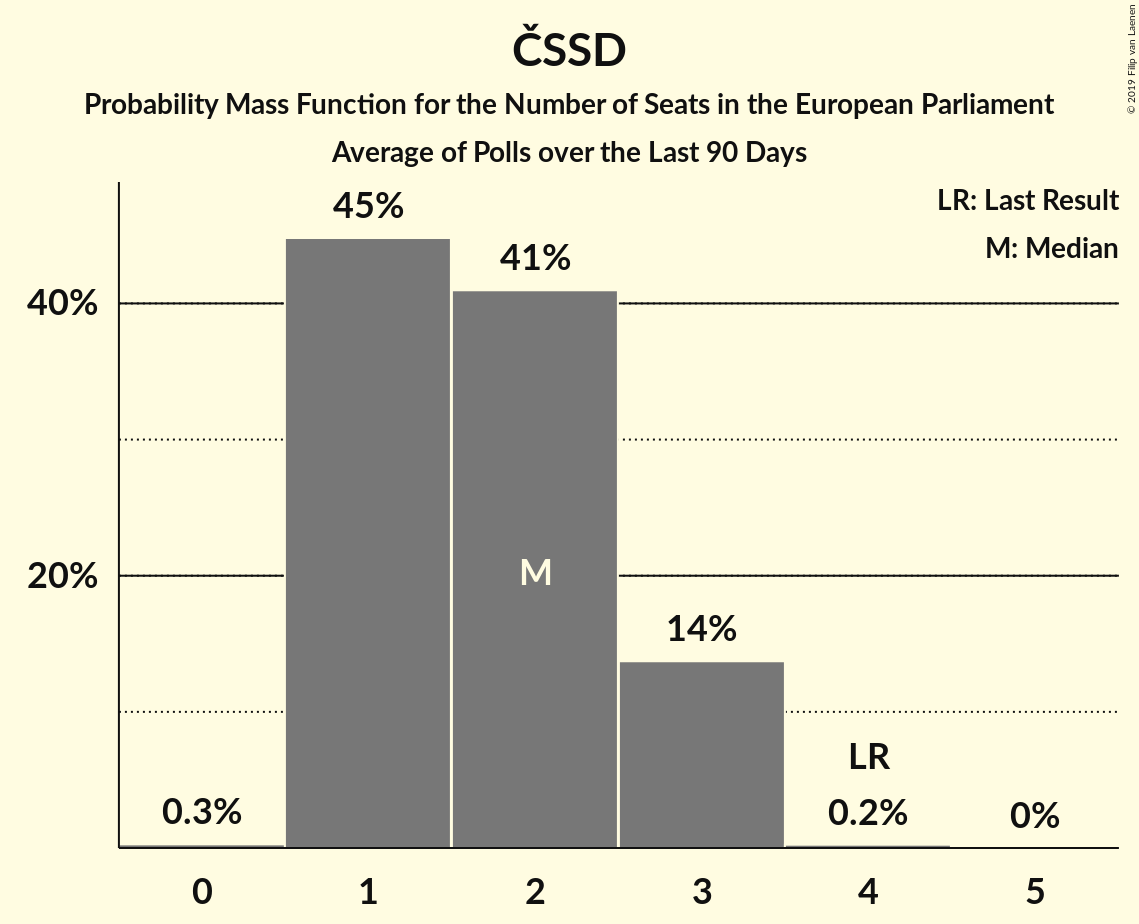 ČSSD
Probability Mass Function for the Number of Seats in the European Parliament
Average of Polls over the Last 90 Days
© 2019 Filip van Laenen
LR: Last Result
M: Median
45%
41%
40%
20%
M
14%
LR
0.3%
0.2%
0%
0 1 2 3 4 5